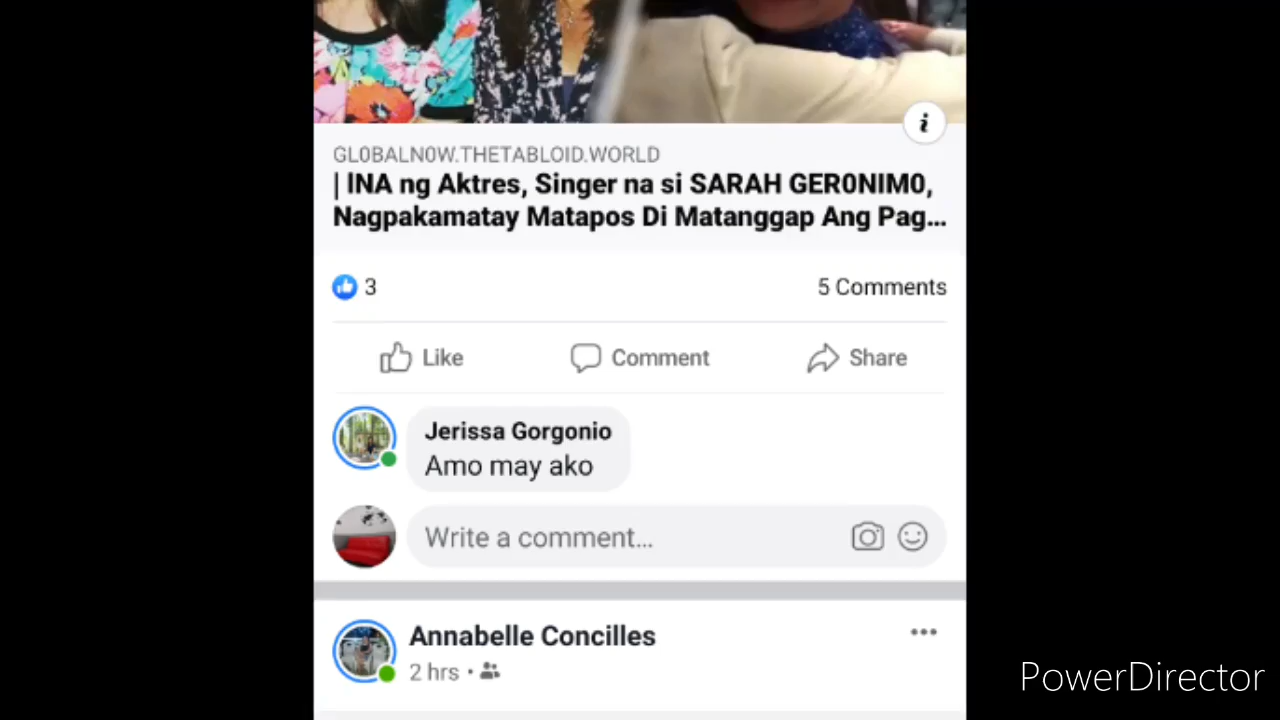 GL0BALN0W.THETABLOID.WORLD
| lNA ng Aktres, Singer na si SARAH GER0NIM0,
Nagpakamatay Matapos Di Matanggap Ang Pag...
3
5 Comments
Like
Comment
Share
Jerissa Gorgonio
Amo may ako
Write a comment...
Annabelle Concilles
2 hrs ·
PowerDirector